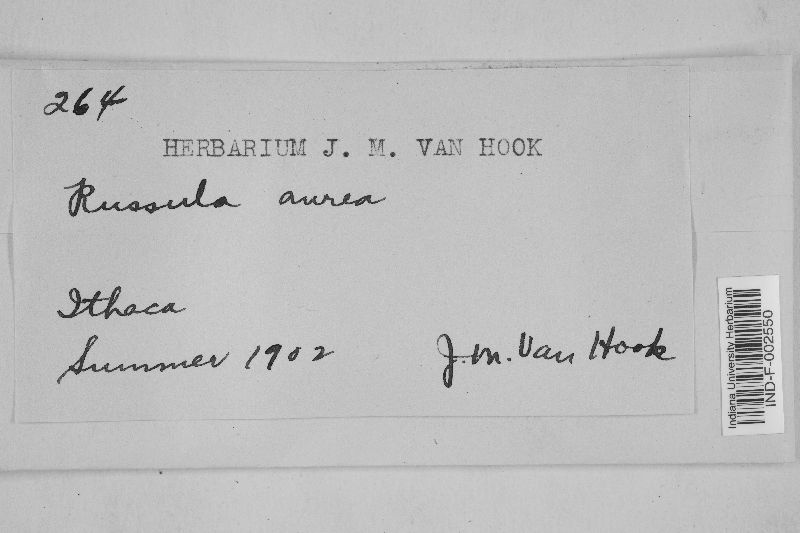 264
HERBARIUM J. M. VAN HOOK
Russula aurea
Ithaca
Summer 1902
J. M. Van Hook
Indiana University Herbarium
IND-F-002550